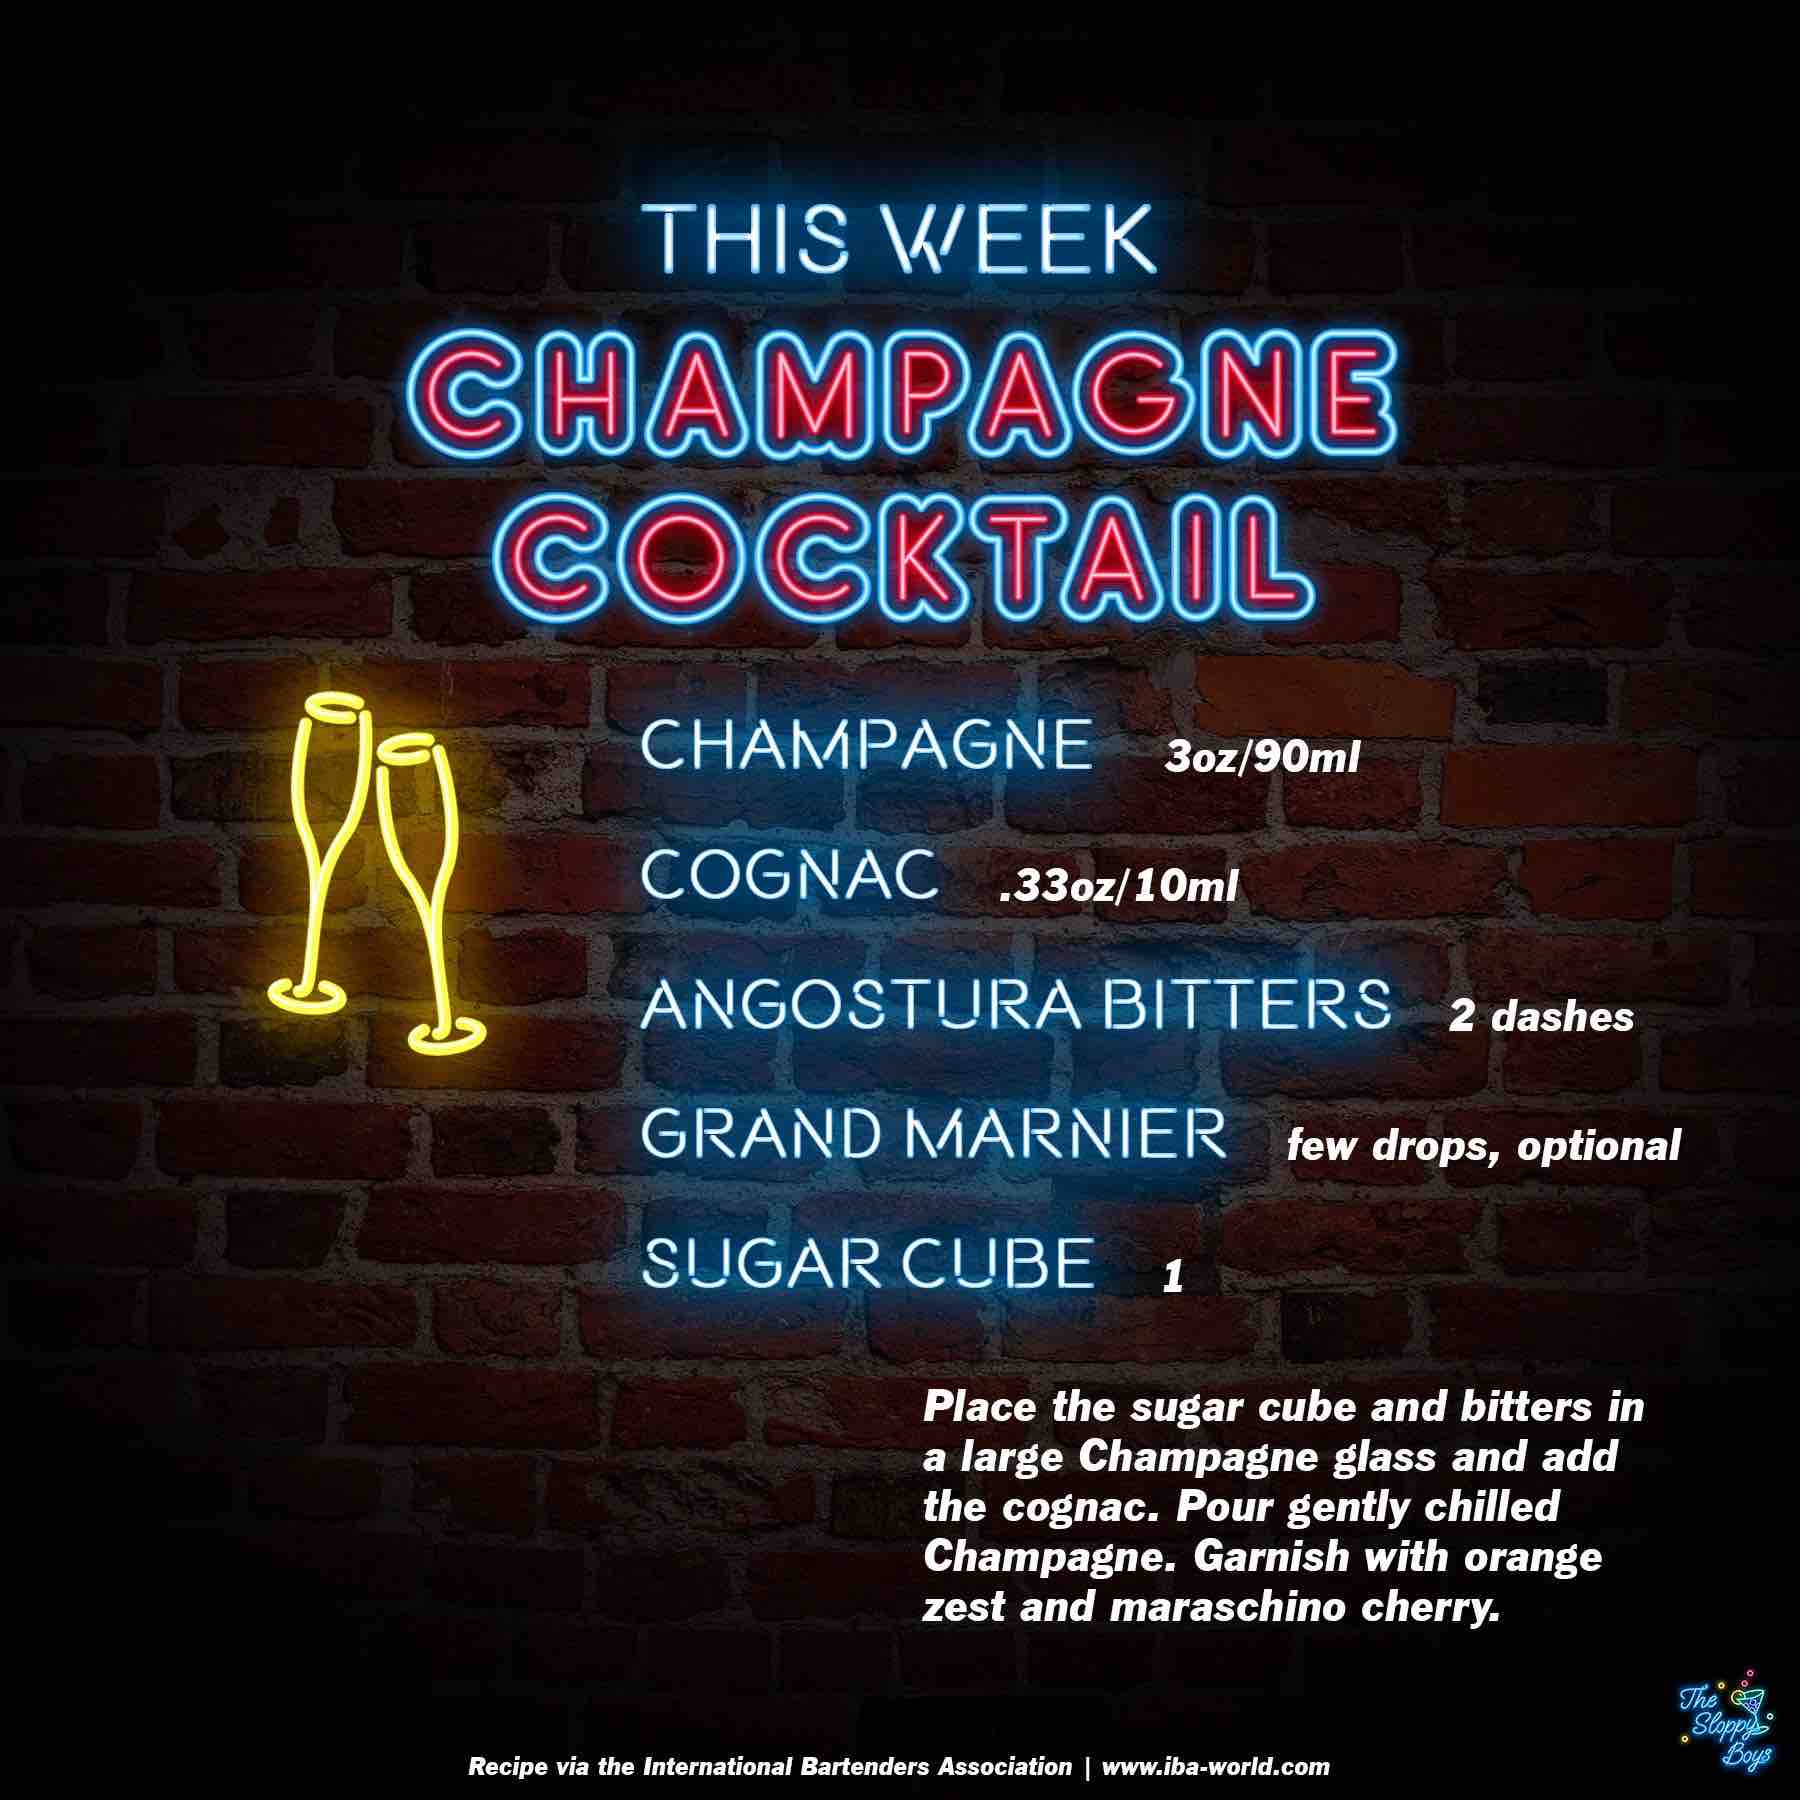 THIS WEEK
CHAMPAGNE
COCKTAIL
CHAMPAGNE 3oz/90ml
COGNAC .33oz/10ml
ANGOSTURA BITTERS 2 dashes
GRAND MARNIER few drops, optional
SUGAR CUBE 1
Place the sugar cube and bitters in
a large Champagne glass and add
the cognac. Pour gently chilled
Champagne. Garnish with orange
zest and maraschino cherry.
The
Sloppy
Boys
Recipe via the International Bartenders Association | www.iba-world.com